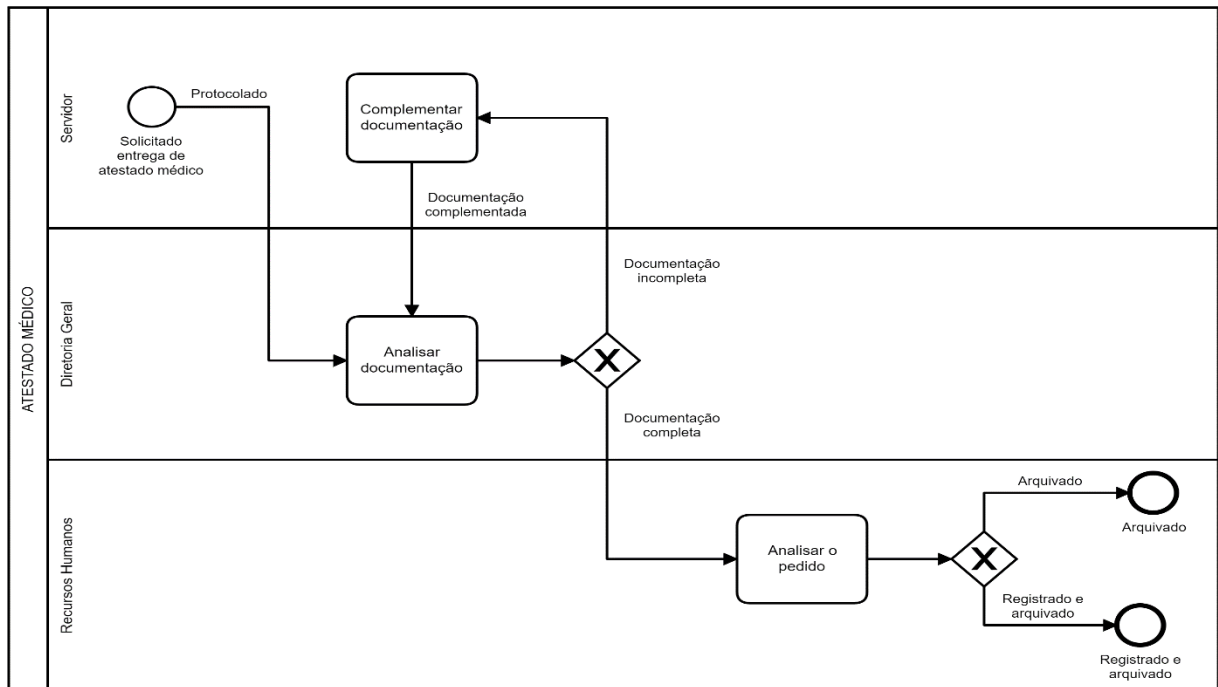 ATESTADO MÉDICO
Servidor
Protocolado
Solicitado
entrega de
atestado médico
Complementar
documentação
Documentação
complementada
Diretoria Geral
Analisar
documentação
Documentação
incompleta
Documentação
completa
Recursos Humanos
Analisar o
pedido
Arquivado
Arquivado
Registrado e
arquivado
Registrado e
arquivado